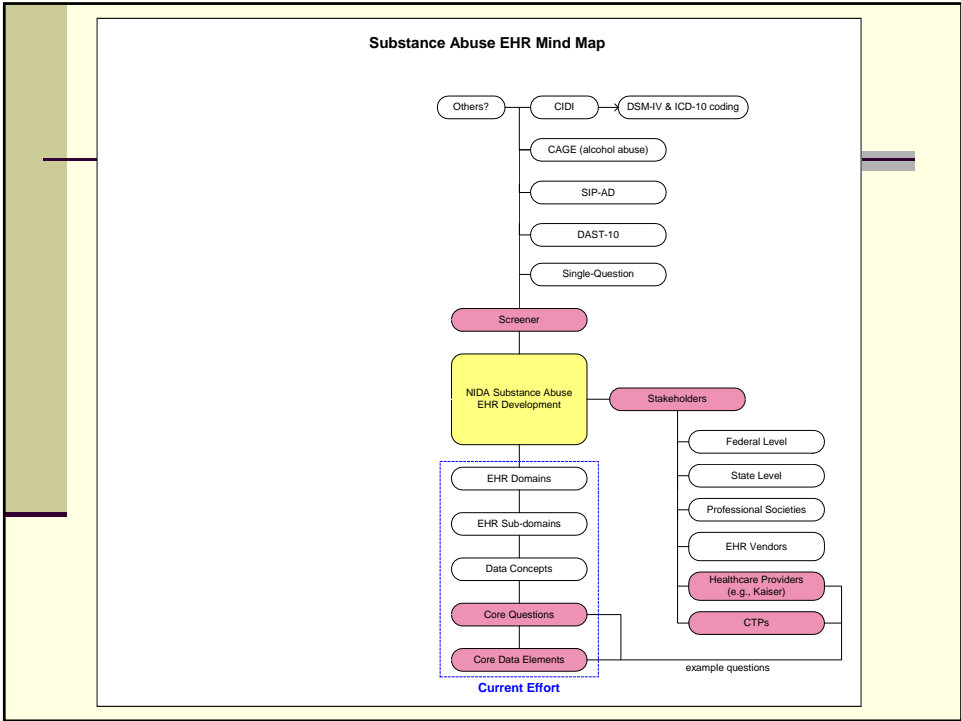 Substance Abuse EHR Mind Map
Others?
CIDI
DSM-IV & ICD-10 coding
CAGE (alcohol abuse)
SIP-AD
DAST-10
Single-Question
Screener
NIDA Substance Abuse
EHR Development
Stakeholders
Federal Level
State Level
Professional Societies
EHR Vendors
Healthcare Providers
(e.g., Kaiser)
CTPs
EHR Domains
EHR Sub-domains
Data Concepts
Core Questions
Core Data Elements
example questions
Current Effort